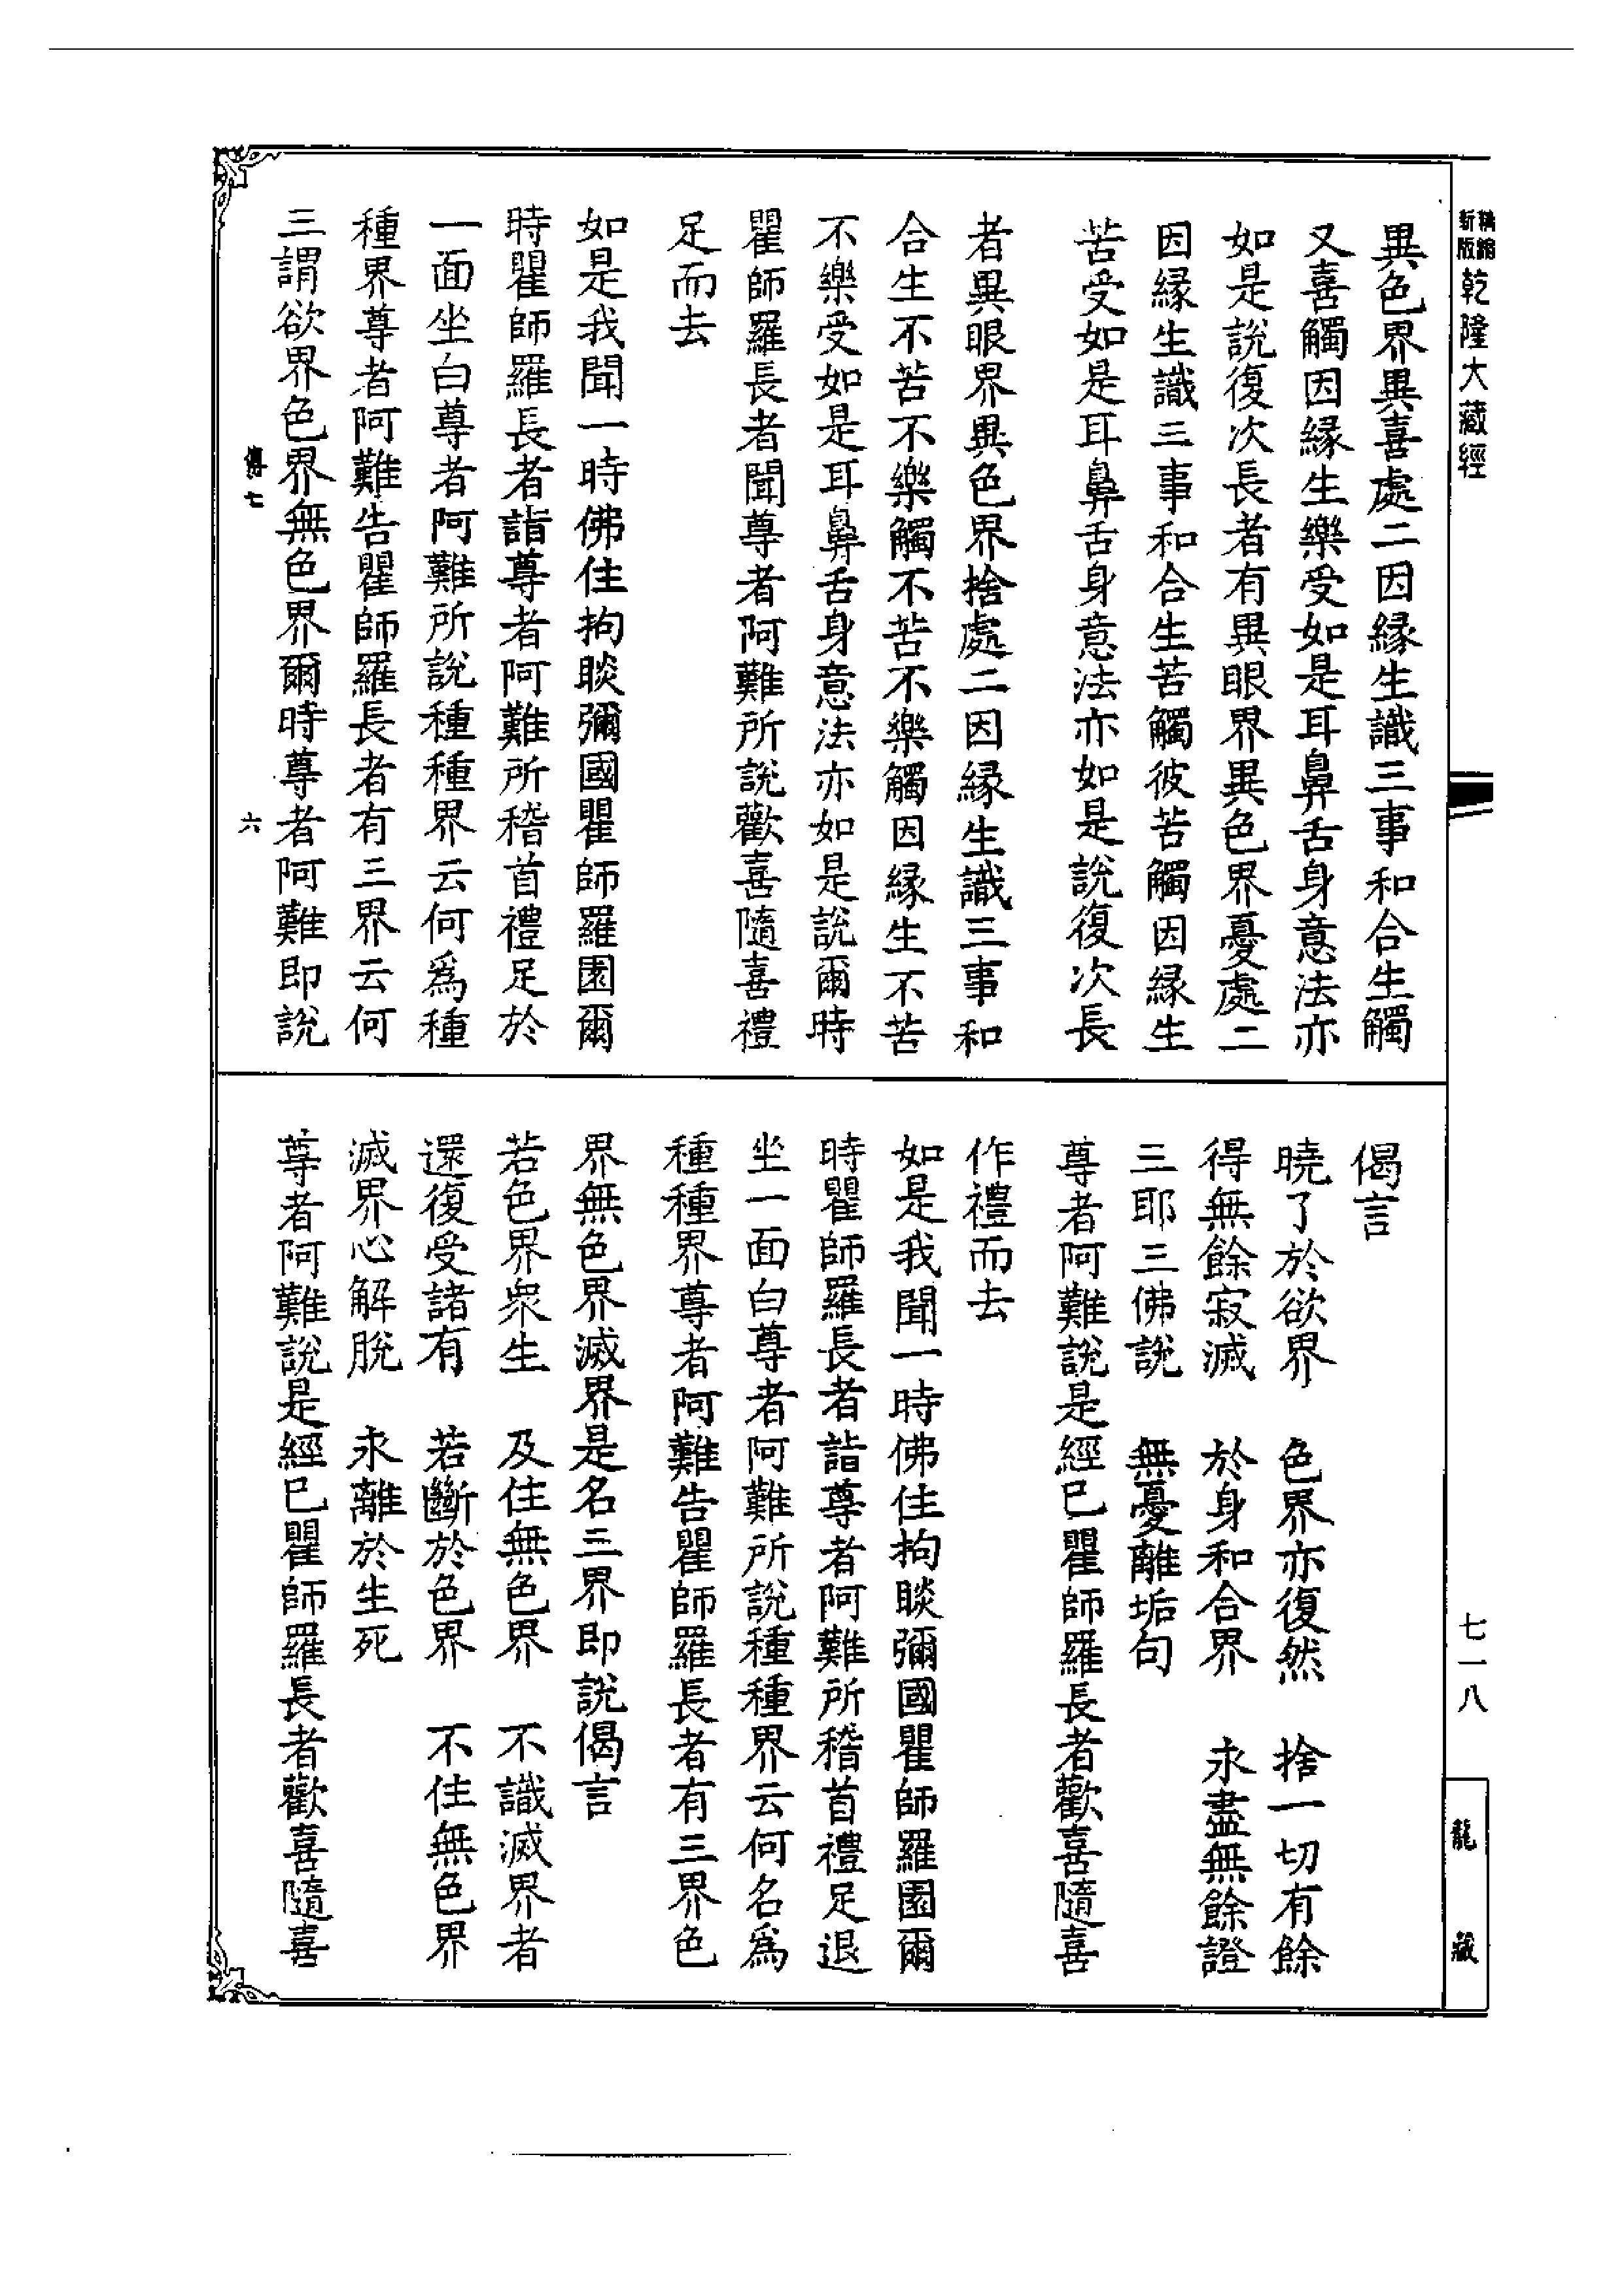 精縮
新版
乾隆大藏經
七一八
龍藏
異色界異喜處二因緣生識三事和合生觸
又喜觸因緣生樂受如是耳鼻舌身意法亦
如是說復次長者有異眼界異色界憂處二
因緣生識三事和合生苦觸彼苦觸因緣生
苦受如是耳鼻舌身意法亦如是說復次長
者異眼界異色界捨處二因緣生識三事和
合生不苦不樂觸不苦不樂觸因緣生不苦
不樂受如是耳鼻舌身意法亦如是說爾時
瞿師羅長者聞尊者阿難所說歡喜隨喜禮
足而去
如是我聞一時佛住拘睒彌國瞿師羅園爾
時瞿師羅長者詣尊者阿難所稽首禮足於
一面坐白尊者阿難所說種種界云何為種
種界尊者阿難告瞿師羅長者有三界云何
三謂欲界色界無色界爾時尊者阿難即說
傅七
六
偈言
曉了於欲界　色界亦復然　捨一切有餘
得無餘寂滅　於身和合界　永盡無餘證
三耶三佛說　無憂離垢句
尊者阿難說是經已瞿師羅長者歡喜隨喜
作禮而去
如是我聞一時佛住拘睒彌國瞿師羅園爾
時瞿師羅長者詣尊者阿難所稽首禮足退
坐一面白尊者阿難所說種種界云何名為
種種界尊者阿難告瞿師羅長者有三界色
界無色界滅界是名三界即說偈言
若色界眾生　及住無色界　不識滅界者
還復受諸有　若斷於色界　不住無色界
滅界心解脫　永離於生死
尊者阿難說是經已瞿師羅長者歡喜隨喜